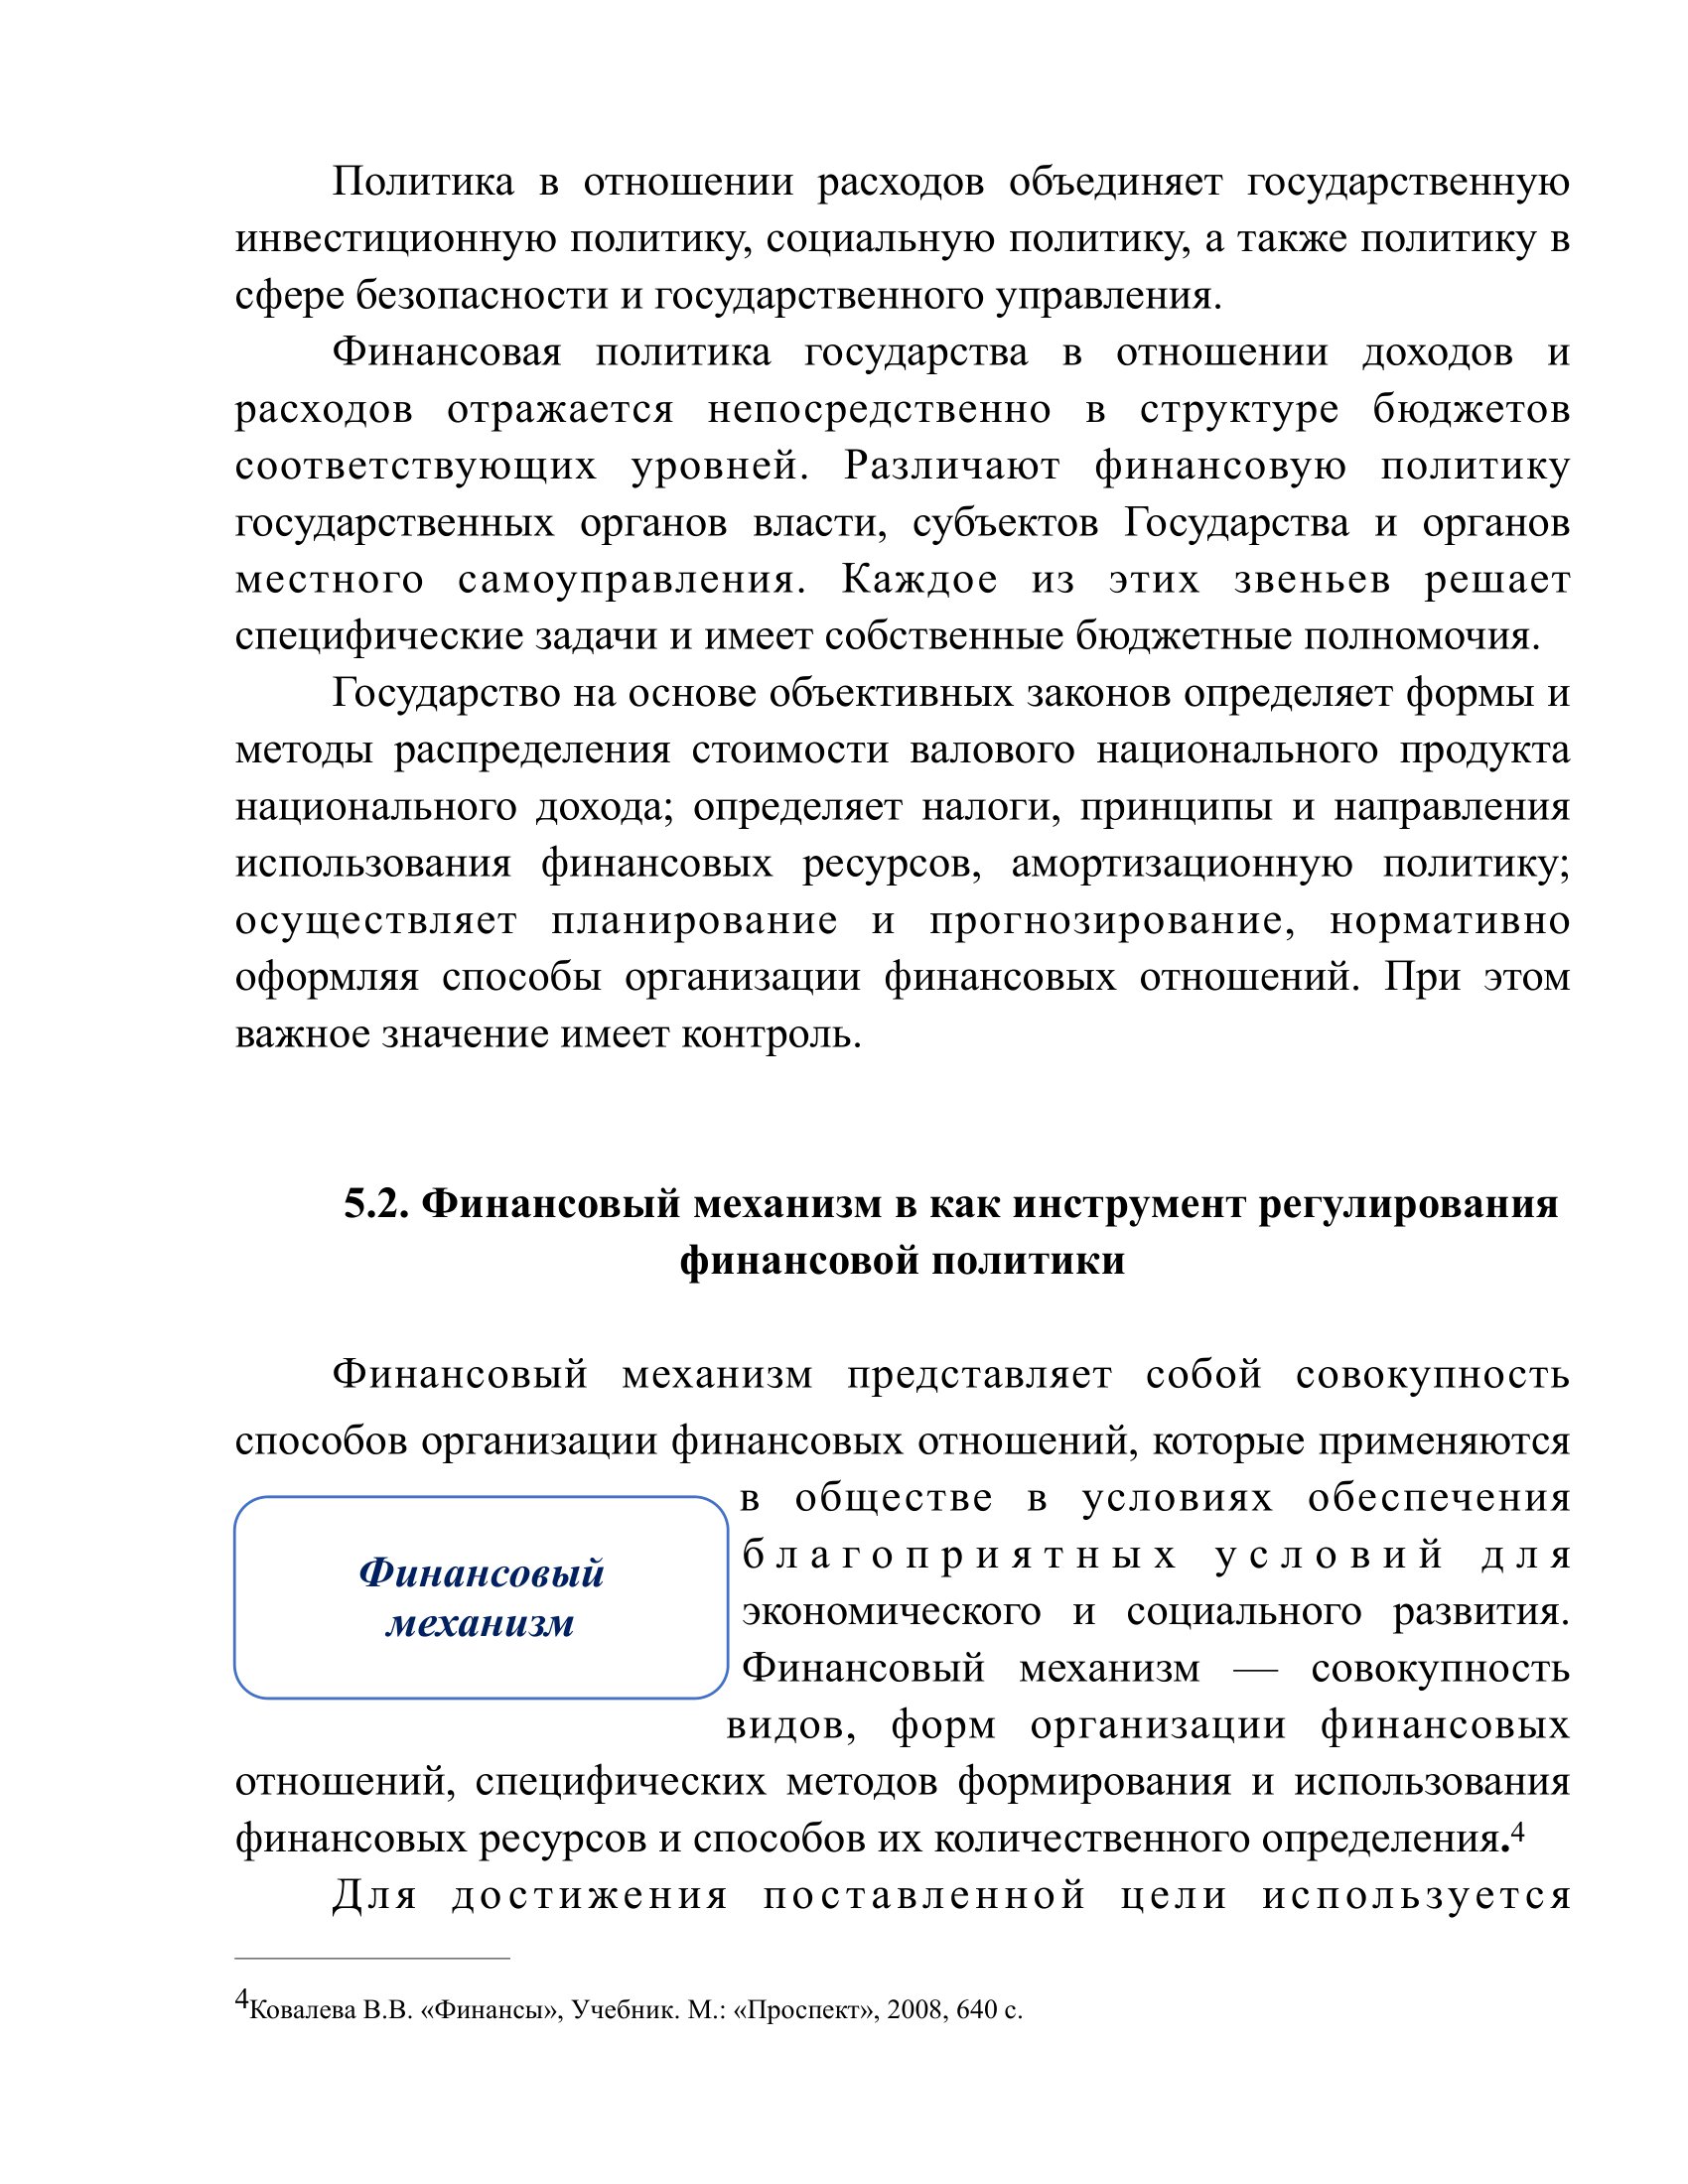 Политика в отношении расходов объединяет государственную
инвестиционную политику, социальную политику, а также политику в
сфере безопасности и государственного управления.
Финансовая политика государства в отношении доходов и
расходов отражается непосредственно в структуре бюджетов
соответствующих уровней. Различают финансовую политику
государственных органов власти, субъектов Государства и органов
местного самоуправления. Каждое из этих звеньев решает
специфические задачи и имеет собственные бюджетные полномочия.
Государство на основе объективных законов определяет формы и
методы распределения стоимости валового национального продукта
национального дохода; определяет налоги, принципы и направления
использования финансовых ресурсов, амортизационную политику;
осуществляет планирование и прогнозирование, нормативно
оформляя способы организации финансовых отношений. При этом
важное значение имеет контроль.
5.2. Финансовый механизм в как инструмент регулирования
финансовой политики
Финансовый механизм представляет собой совокупность
способов организации финансовых отношений, которые применяются
в обществе в условиях обеспечения
благоприятных условий для
экономического и социального развития.
Финансовый механизм — совокупность
видов, форм организации финансовых
Финансовый
механизм
отношений, специфических методов формирования и использования
финансовых ресурсов и способов их количественного определения.4
Для достижения поставленной цели используется
4Ковалева В.В. «Финансы», Учебник. М.: «Проспект», 2008, 640 с.